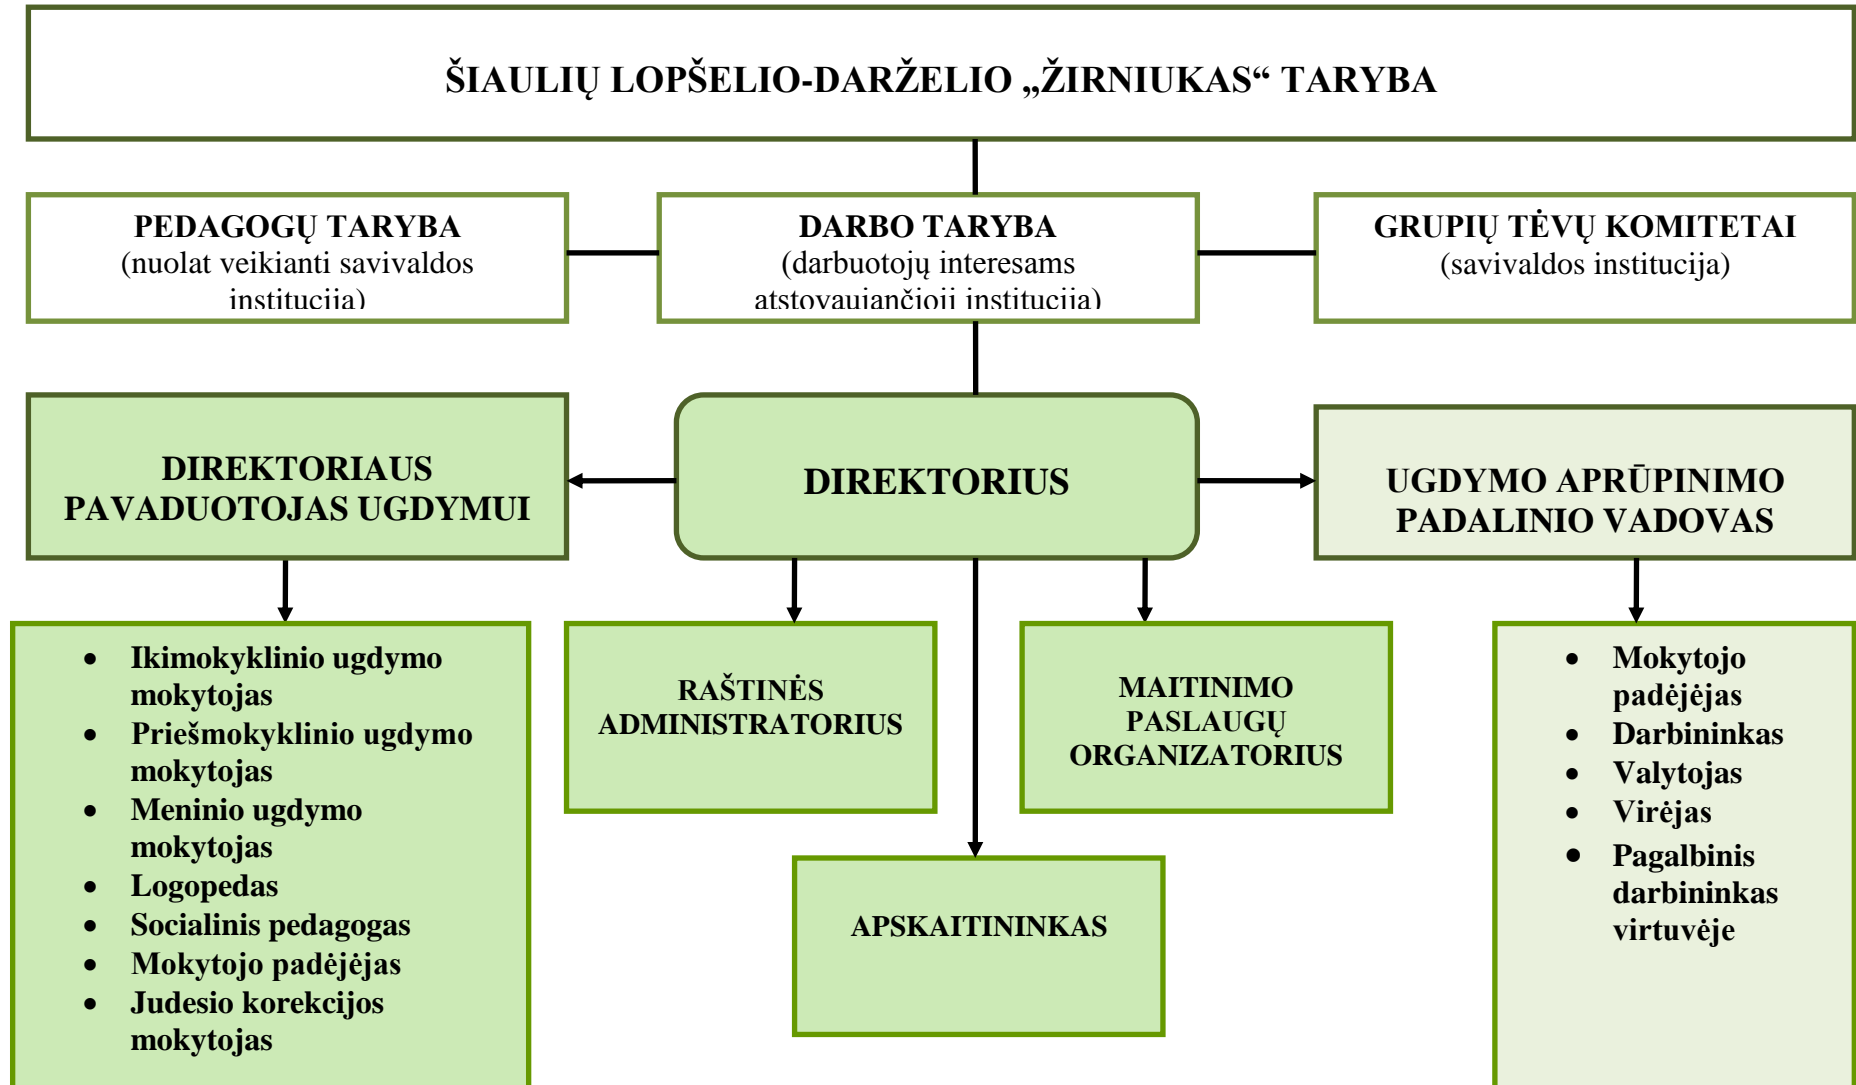 ŠIAULIŲ LOPŠELIO-DARŽELIO „ŽIRNIUKAS“ TARYBA
PEDAGOGŲ TARYBA
(nuolat veikianti savivaldos
institucija)
DARBO TARYBA
(darbuotojų interesams
atstovaujančioji institucija)
GRUPIŲ TĖVŲ KOMITETAI
(savivaldos institucija)
DIREKTORIAUS
PAVADUOTOJAS UGDYMUI
DIREKTORIUS
UGDYMO APRŪPINIMO
PADALINIO VADOVAS
• Ikimokyklinio ugdymo
mokytojas
• Priešmokyklinio ugdymo
mokytojas
• Meninio ugdymo
mokytojas
• Logopedas
• Socialinis pedagogas
• Mokytojo padėjėjas
• Judesio korekcijos
mokytojas
RAŠTINĖS
ADMINISTRATORIUS
MAITINIMO
PASLAUGŲ
ORGANIZATORIUS
APSKAITININKAS
• Mokytojo
padėjėjas
• Darbininkas
• Valytojas
• Virėjas
• Pagalbinis
darbininkas
virtuvėje